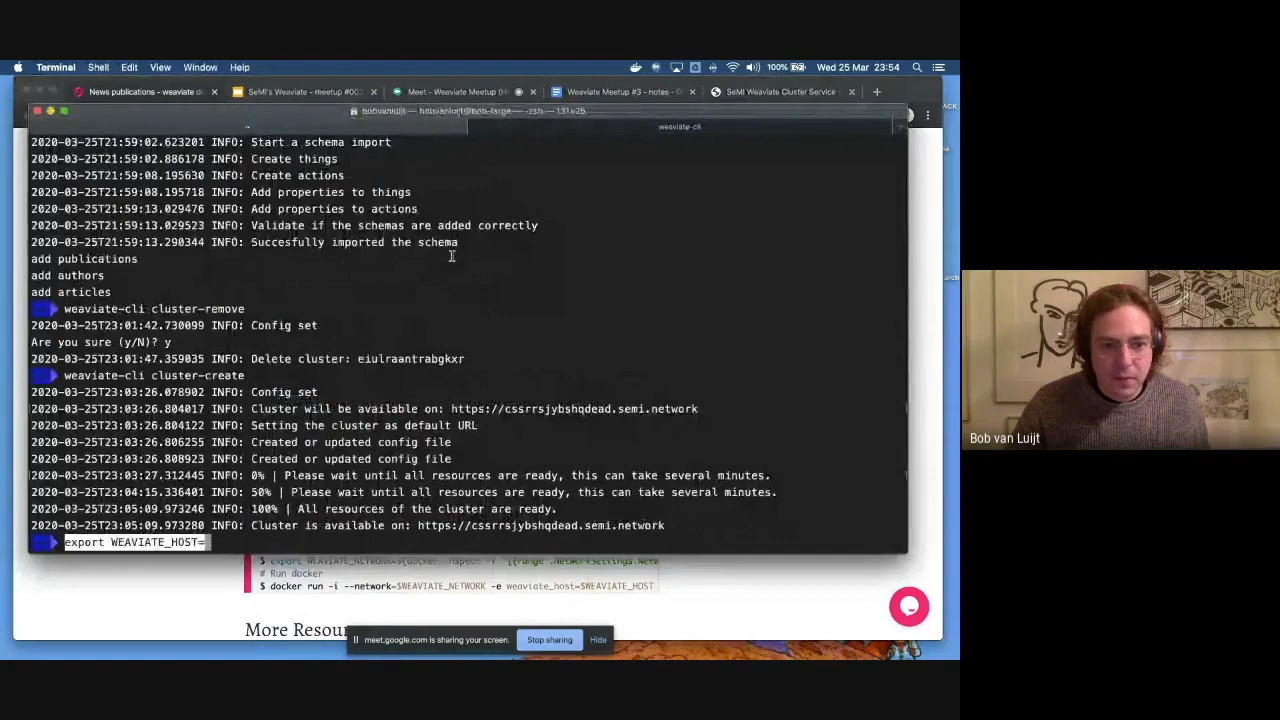 Terminal Shell Edit View Window Help 100% Wed 25 Mar 23:54
News publications - weaviate do SeMI's Weaviate - meetup #00 Meet - Weaviate Meetup (H Weaviate Meetup #3 - notes - G SeMI Weaviate Cluster Service -
bobvanluijt — bobvanluijt@bob-large — -zsh — 131×25
~ weaviate-cli
2020-03-25T21:59:02.623201 INFO: Start a schema import
2020-03-25T21:59:02.886178 INFO: Create things
2020-03-25T21:59:08.195630 INFO: Create actions
2020-03-25T21:59:08.195718 INFO: Add properties to things
2020-03-25T21:59:13.029476 INFO: Add properties to actions
2020-03-25T21:59:13.029523 INFO: Validate if the schemas are added correctly
2020-03-25T21:59:13.290344 INFO: Succesfully imported the schema
add publications
add authors
add articles
weaviate-cli cluster-remove
2020-03-25T23:01:42.730099 INFO: Config set
Are you sure (y/N)? y
2020-03-25T23:01:47.359035 INFO: Delete cluster: eiulraantrabgkxr
weaviate-cli cluster-create
2020-03-25T23:03:26.078902 INFO: Config set
2020-03-25T23:03:26.804017 INFO: Cluster will be available on: https://cssrrsjybshqdead.semi.network
2020-03-25T23:03:26.804122 INFO: Setting the cluster as default URL
2020-03-25T23:03:26.806255 INFO: Created or updated config file
2020-03-25T23:03:26.808923 INFO: Created or updated config file
2020-03-25T23:03:27.312445 INFO: 0% | Please wait until all resources are ready, this can take several minutes.
2020-03-25T23:04:15.336401 INFO: 50% | Please wait until all resources are ready, this can take several minutes.
2020-03-25T23:05:09.973246 INFO: 100% | All resources of the cluster are ready.
2020-03-25T23:05:09.973280 INFO: Cluster is available on: https://cssrrsjybshqdead.semi.network
export WEAVIATE_HOST=
# Run docker
$ docker run -i --network=$WEAVIATE_NETWORK -e weaviate_host=$WEAVIATE_HOST
More Resour
meet.google.com is sharing your screen. Stop sharing Hide
Bob van Luijt